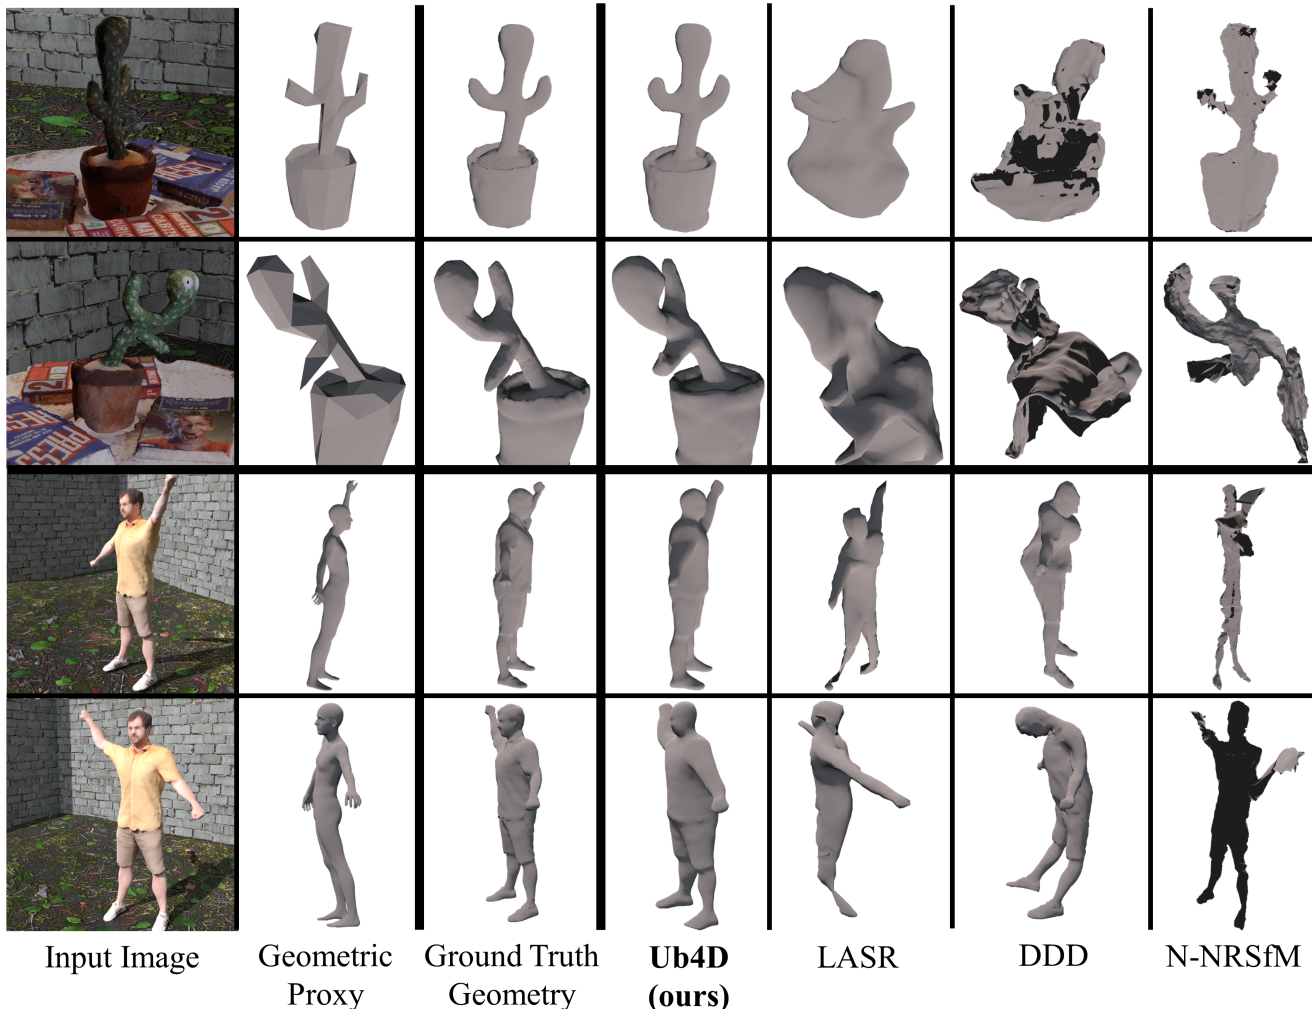 Input Image
Geometric
Proxy
Ground Truth
Geometry
Ub4D
(ours)
LASR
DDD
N-NRSfM